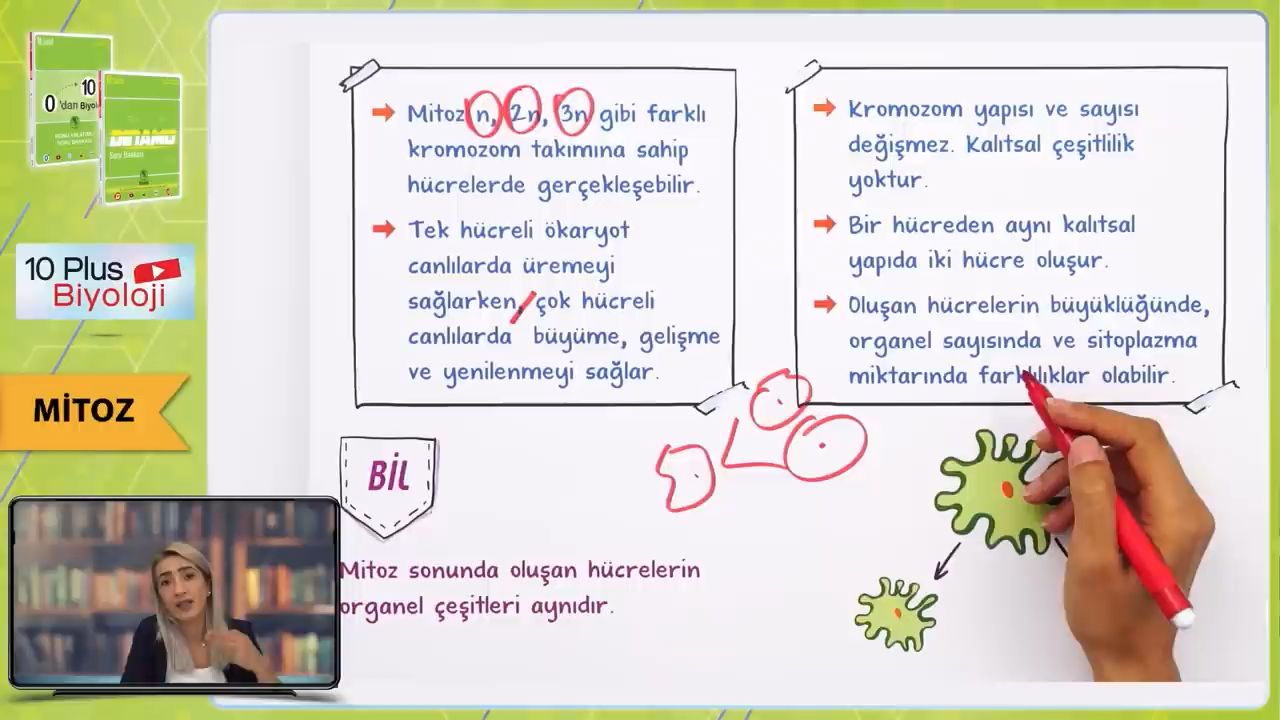 10
0 'dan Biyol
DİNAMO
10 Plus
Biyoloji
MİTOZ
Mitoz n, 2n, 3n gibi farklı
kromozom takımına sahip
hücrelerde gerçekleşebilir.
Tek hücreli ökaryot
canlılarda üremeyi
sağlarken, çok hücreli
canlılarda büyüme, gelişme
ve yenilenmeyi sağlar.
Kromozom yapısı ve sayısı
değişmez. Kalıtsal çeşitlilik
yoktur.
Bir hücreden aynı kalıtsal
yapıda iki hücre oluşur.
Oluşan hücrelerin büyüklüğünde,
organel sayısında ve sitoplazma
miktarında farklılıklar olabilir.
BİL
Mitoz sonunda oluşan hücrelerin
organel çeşitleri aynıdır.